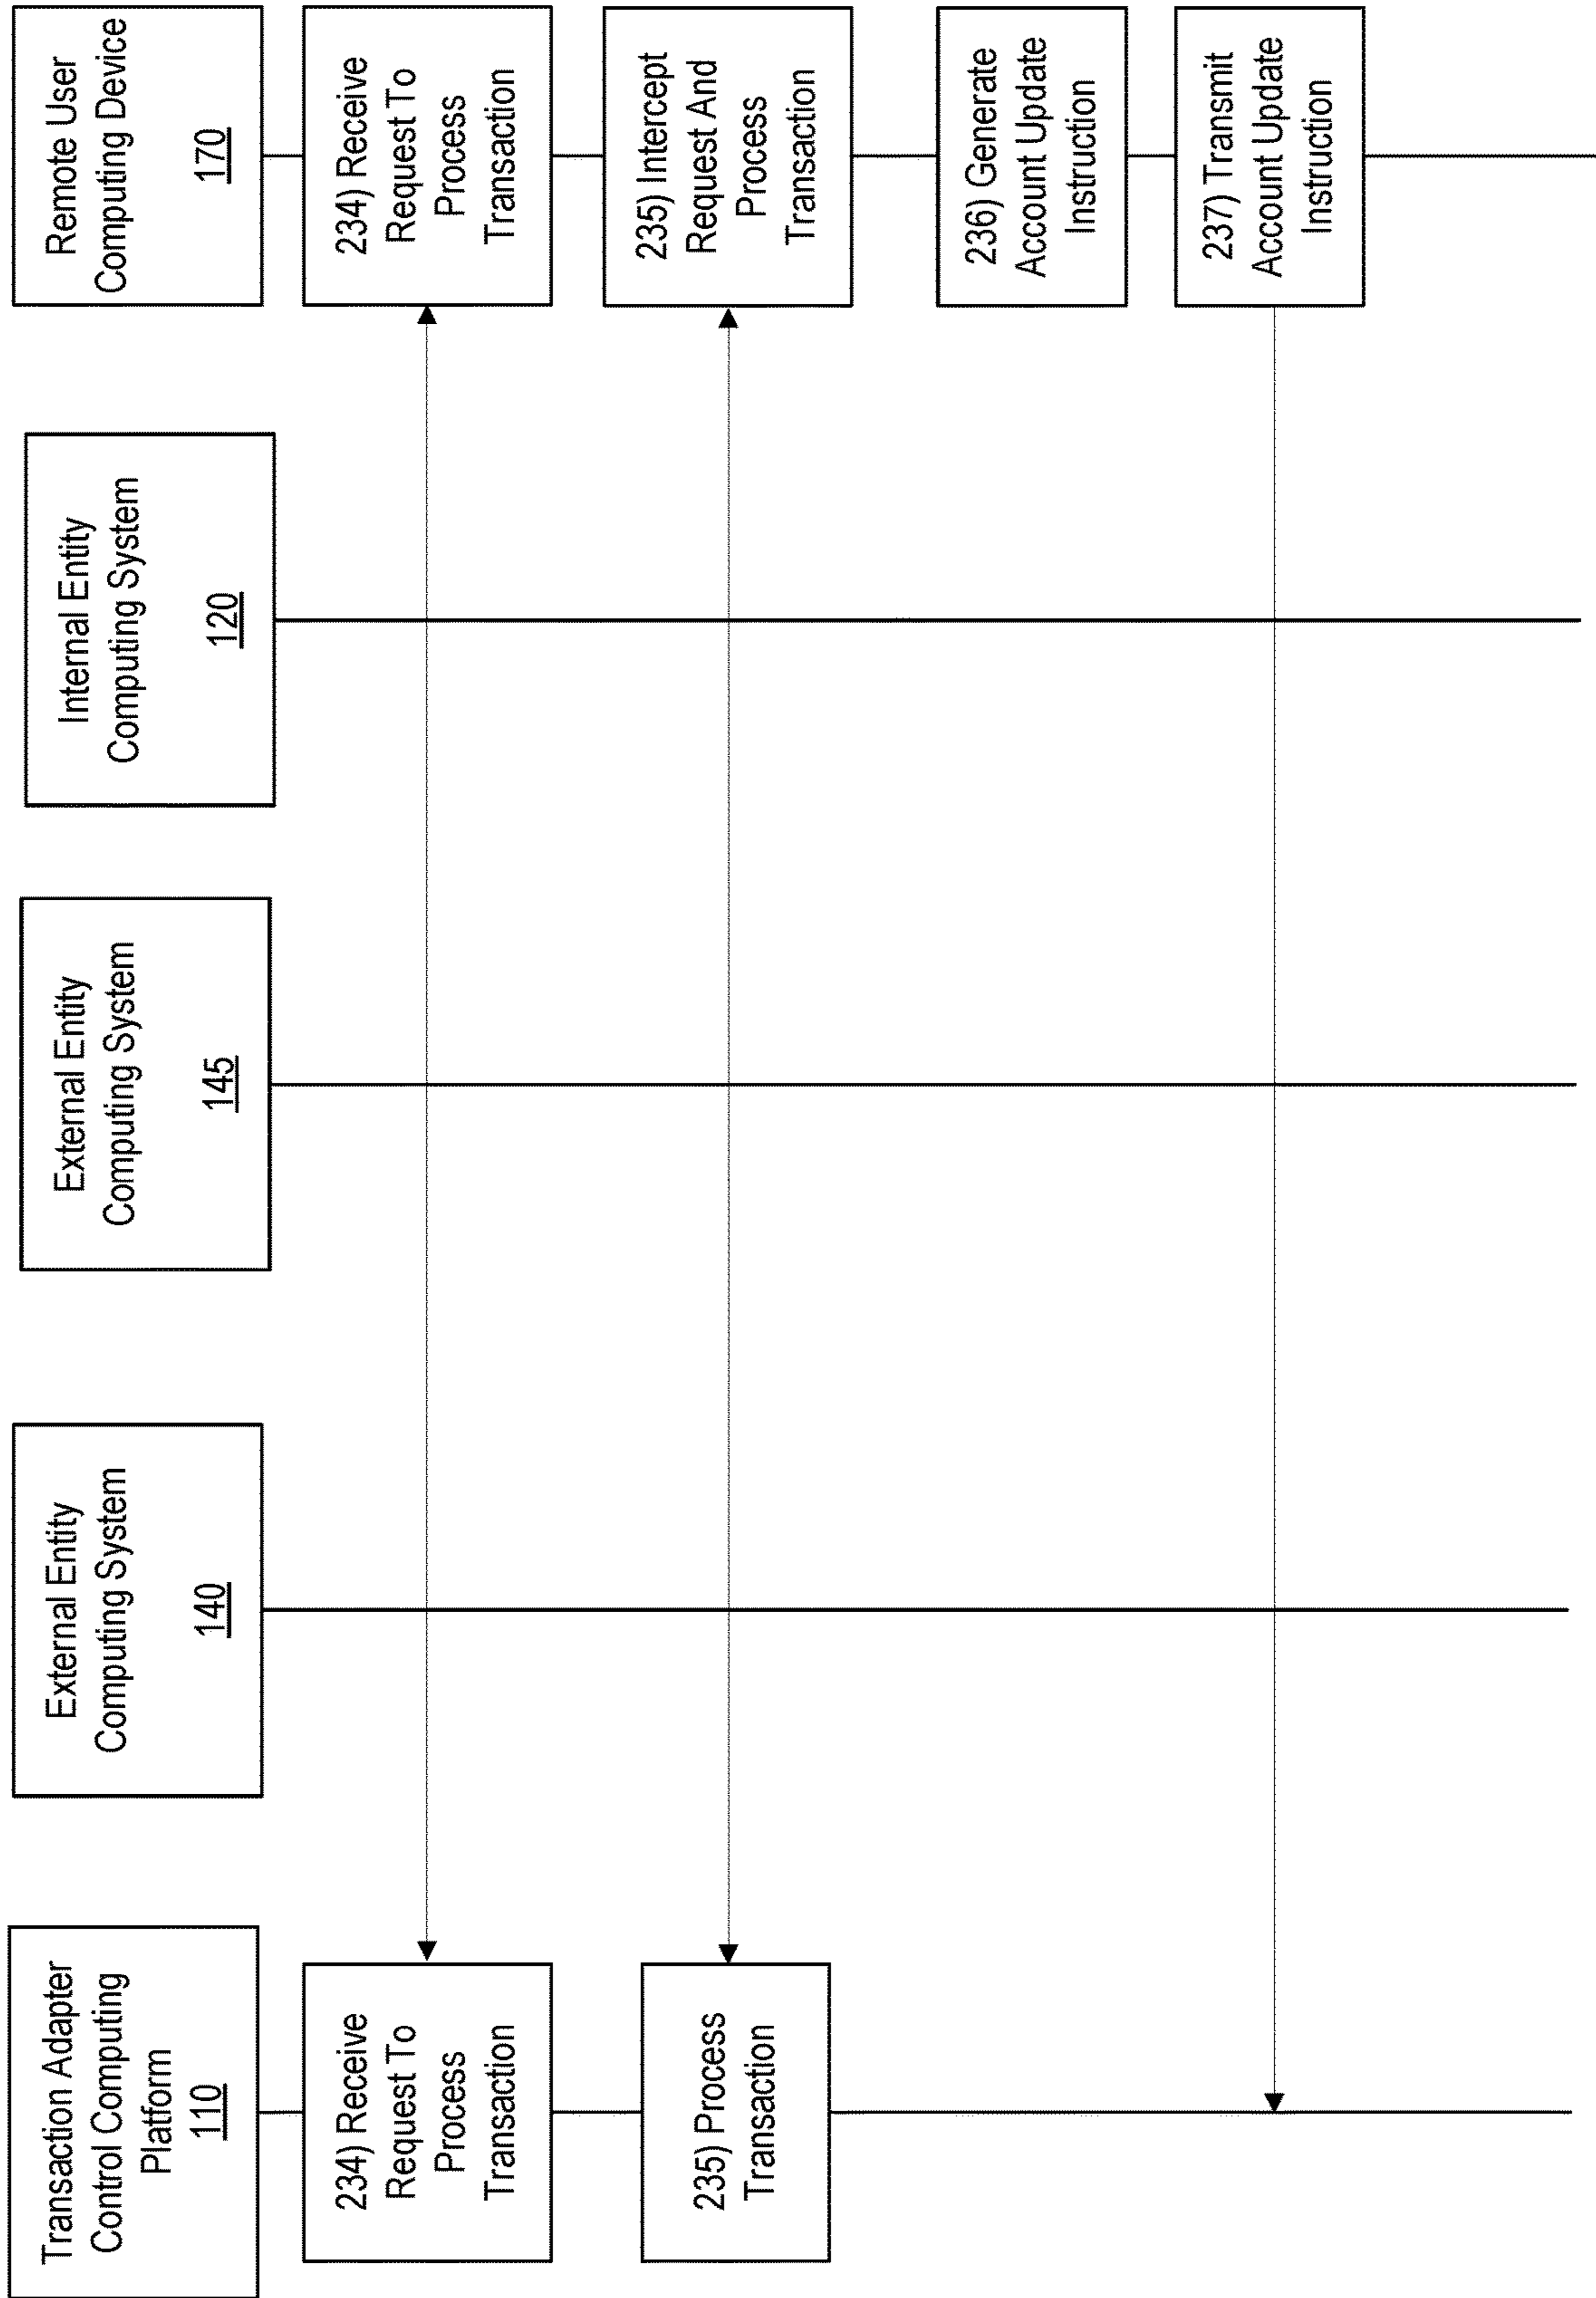 Transaction Adapter
Control Computing
Platform
110
External Entity
Computing System
140
External Entity
Computing System
145
Internal Entity
Computing System
120
Remote User
Computing Device
170
234) Receive
Request To
Process
Transaction
234) Receive
Request To
Process
Transaction
235) Process
Transaction
235) Intercept
Request And
Process
Transaction
236) Generate
Account Update
Instruction
237) Transmit
Account Update
Instruction